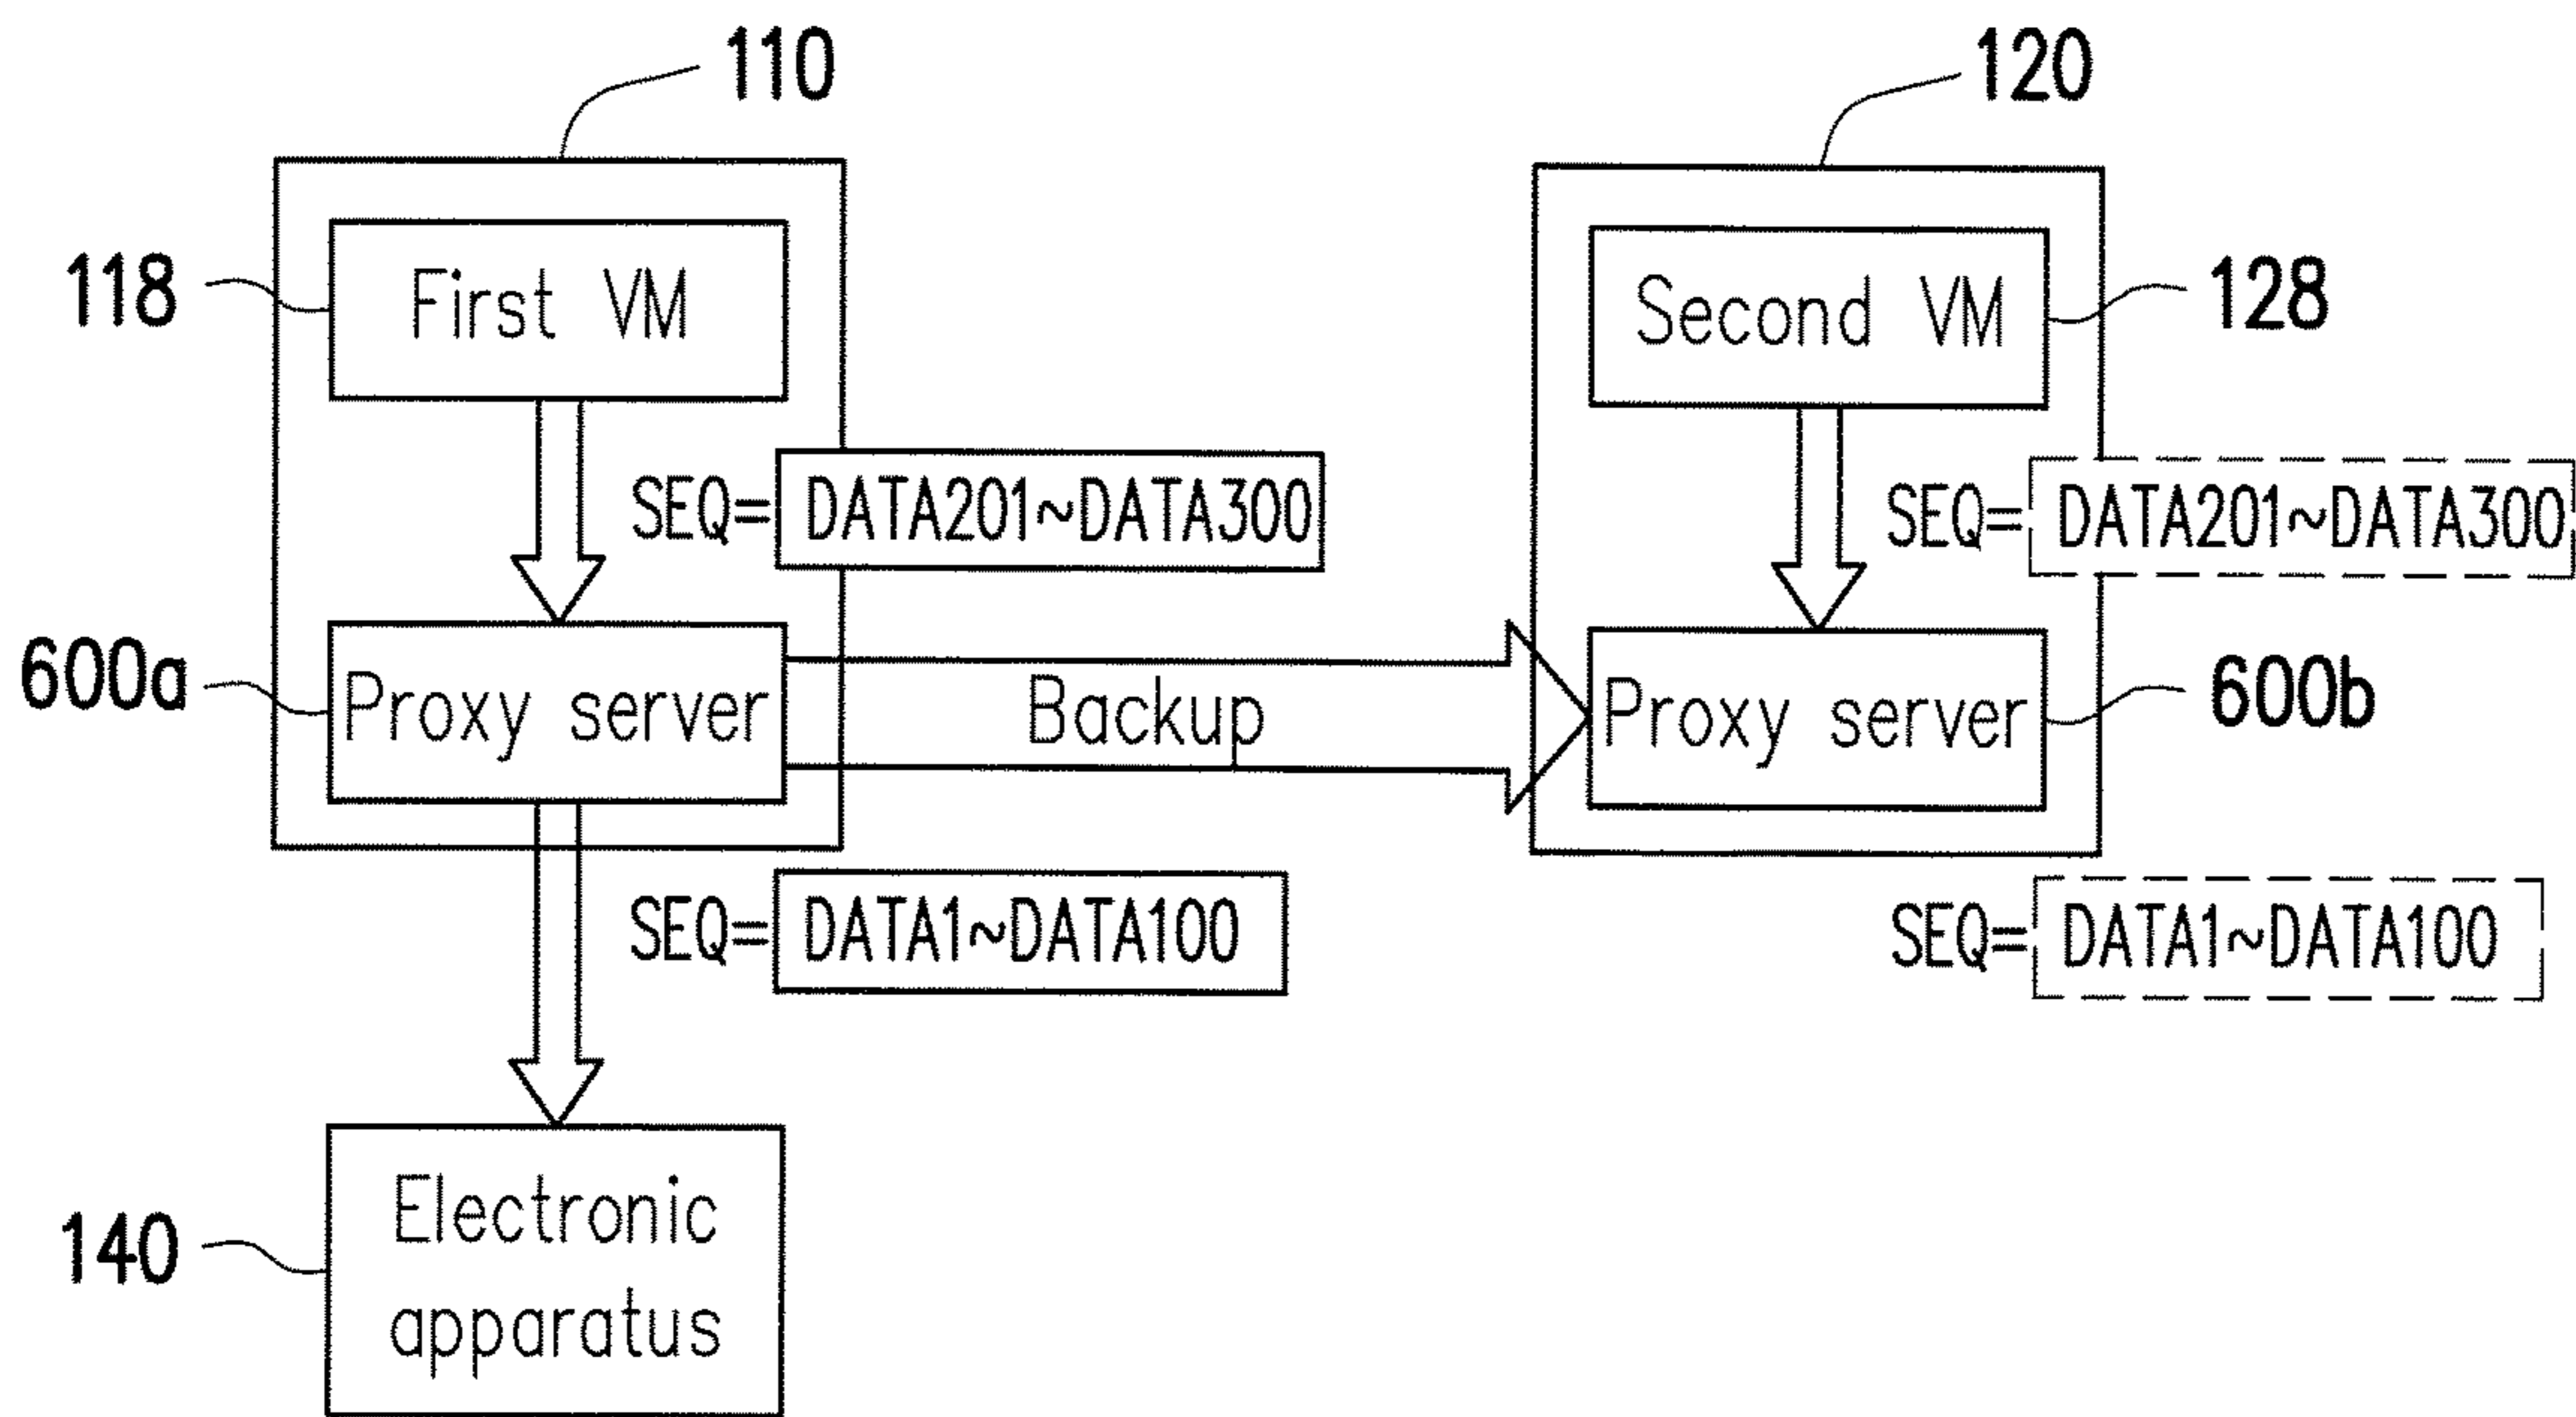 110
120
118
First VM
Second VM
128
SEQ= DATA201~DATA300
SEQ= DATA201~DATA300
600a
Proxy server
Backup
Proxy server
600b
SEQ= DATA1~DATA100
SEQ= DATA1~DATA100
140
Electronic
apparatus